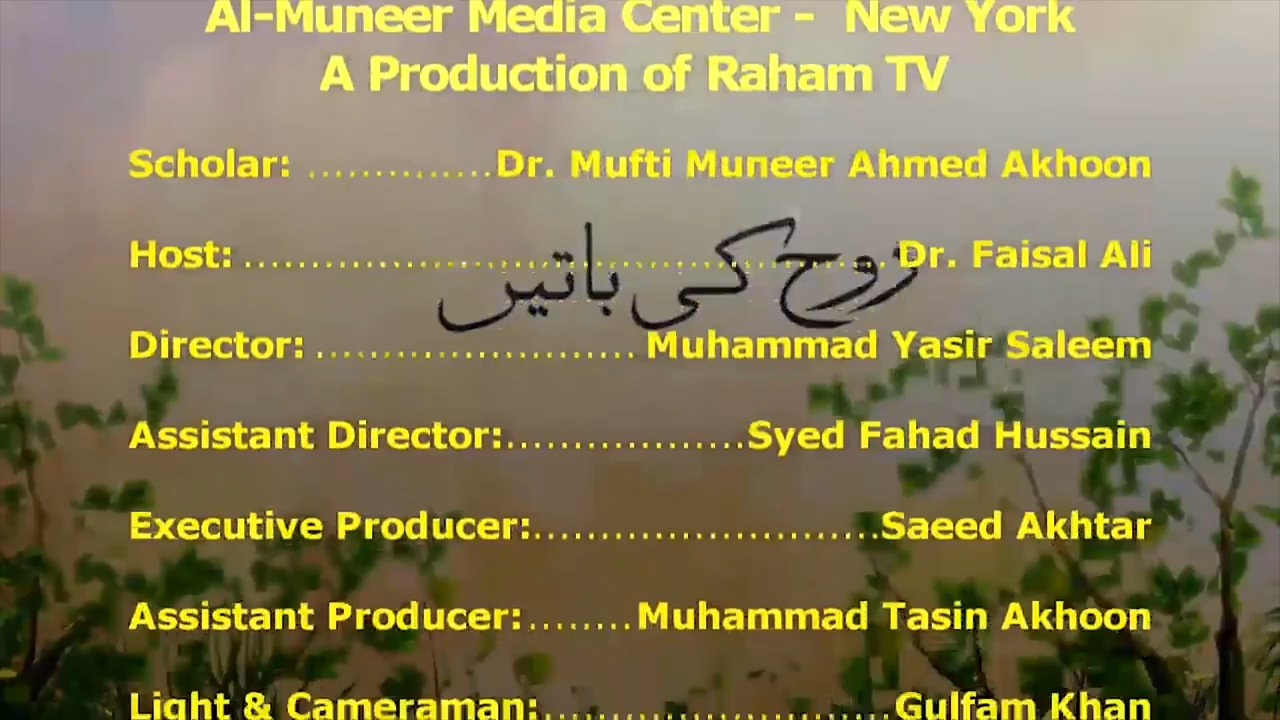 Al-Muneer Media Center - New York
A Production of Raham TV
Scholar: ..............Dr. Mufti Muneer Ahmed Akhoon
Host: ................................................ Dr. Faisal Ali
روح کی باتیں
Director: ........................ Muhammad Yasir Saleem
Assistant Director:..................Syed Fahad Hussain
Executive Producer:..........................Saeed Akhtar
Assistant Producer:........Muhammad Tasin Akhoon
Light & Cameraman:..........................Gulfam Khan